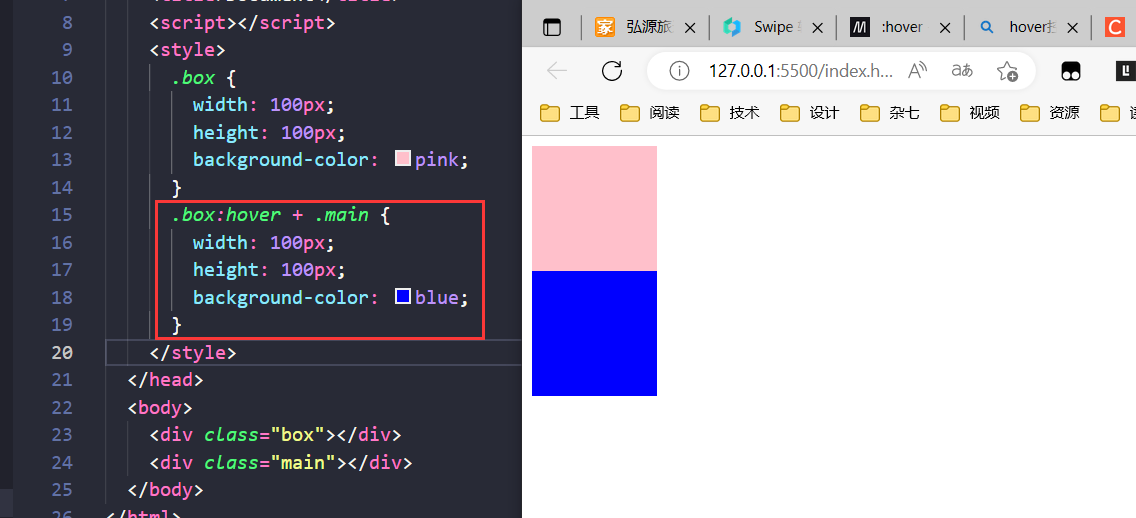 8 <script></script>
9 <style>
10 .box {
11 width: 100px;
12 height: 100px;
13 background-color: pink;
14 }
15 .box:hover + .main {
16 width: 100px;
17 height: 100px;
18 background-color: blue;
19 }
20 </style>
21 </head>
22 <body>
23 <div class="box"></div>
24 <div class="main"></div>
25 </body>
26 </html>
家 弘源旅 Swipe :hover hover
127.0.0.1:5500/index.h... A aあ
工具 阅读 技术 设计 杂七 视频 资源